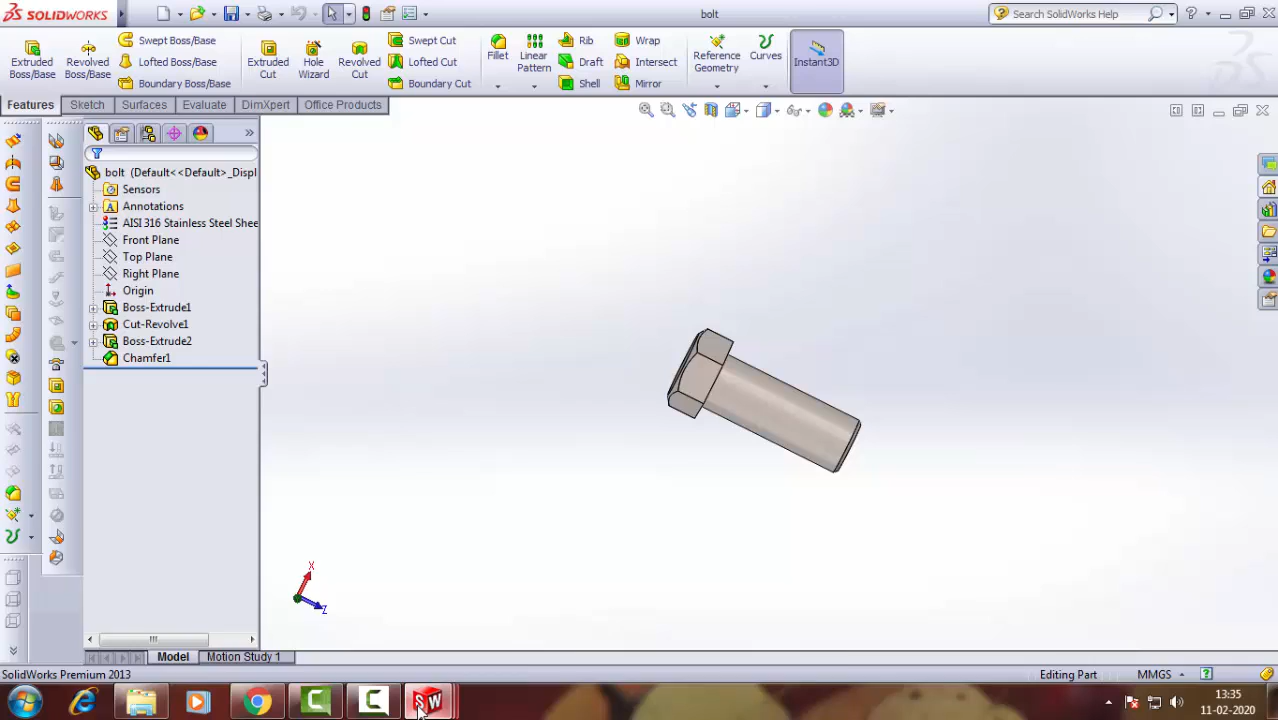 SOLIDWORKS
bolt
Search SolidWorks Help
Extruded Boss/Base
Revolved Boss/Base
Swept Boss/Base
Lofted Boss/Base
Boundary Boss/Base
Extruded Cut
Hole Wizard
Revolved Cut
Swept Cut
Lofted Cut
Boundary Cut
Fillet
Linear Pattern
Rib
Draft
Shell
Wrap
Intersect
Mirror
Reference Geometry
Curves
Instant3D
Features
Sketch
Surfaces
Evaluate
DimXpert
Office Products
bolt (Default<<Default>_Displ
Sensors
Annotations
AISI 316 Stainless Steel Shee
Front Plane
Top Plane
Right Plane
Origin
Boss-Extrude1
Cut-Revolve1
Boss-Extrude2
Chamfer1
X
Z
Model
Motion Study 1
SolidWorks Premium 2013
Editing Part
MMGS
13:35
11-02-2020